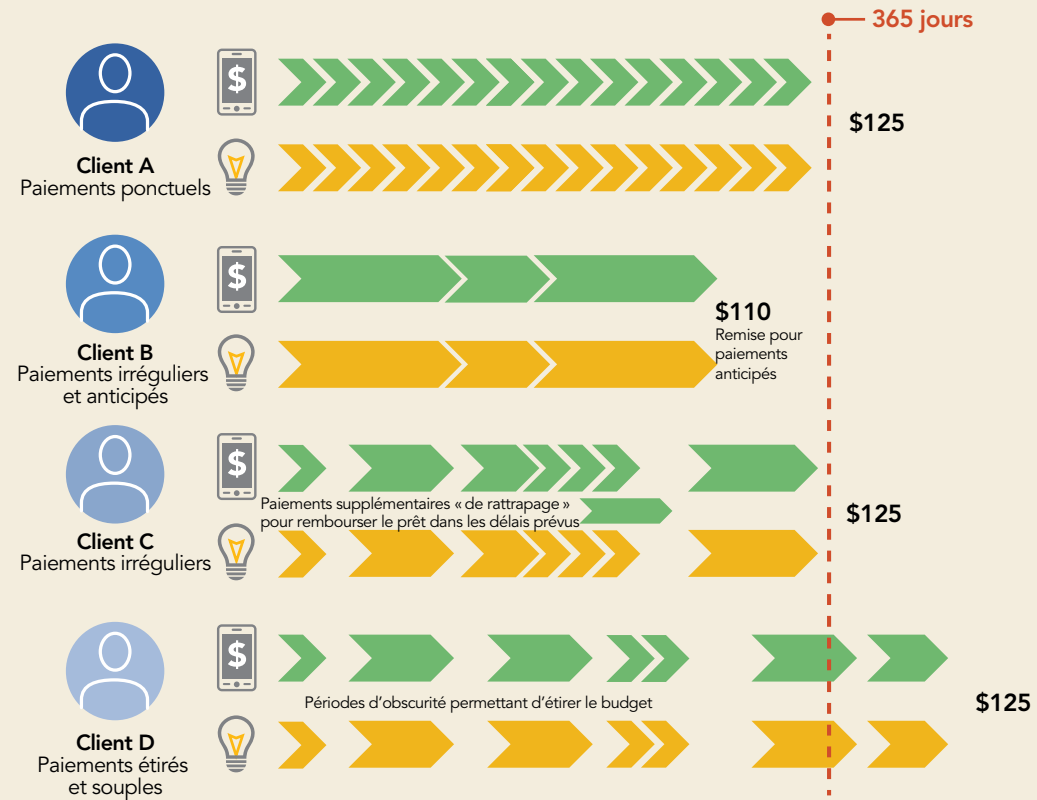 365 jours
$
$125
Client A
Paiements ponctuels
$
$110
Remise pour
paiements
anticipés
Client B
Paiements irréguliers
et anticipés
$
Paiements supplémentaires « de rattrapage »
pour rembourser le prêt dans les délais prévus
$125
Client C
Paiements irréguliers
$
Périodes d’obscurité permettant d’étirer le budget
$125
Client D
Paiements étirés
et souples